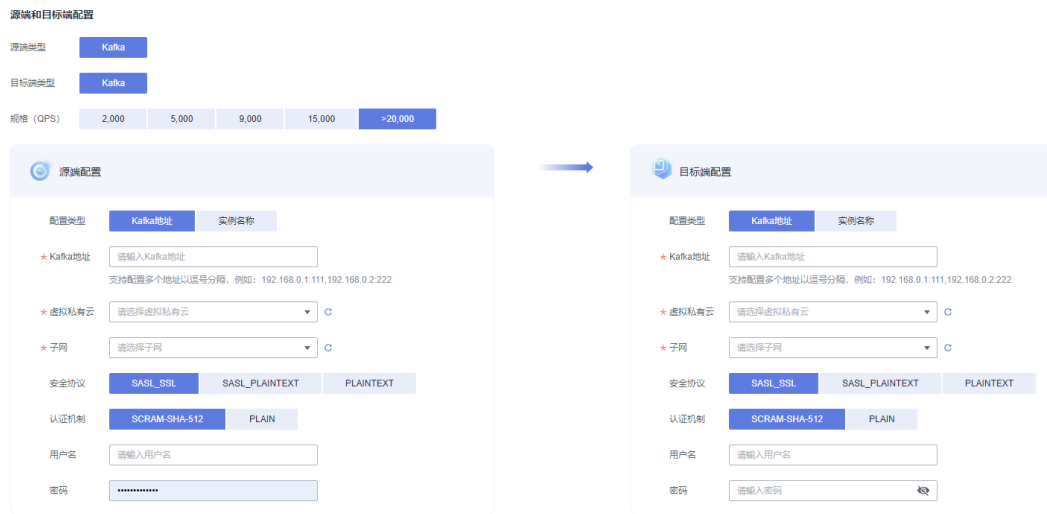 源端和目标端配置
源端类型 Kafka
目标端类型 Kafka
规格（QPS） 2,000 5,000 9,000 15,000 >20,000
源端配置
配置类型 Kafka地址 实例名称
* Kafka地址 请输入Kafka地址
支持配置多个地址以逗号分隔，例如：192.168.0.1:111,192.168.0.2:222
* 虚拟私有云 请选择虚拟私有云
* 子网 请选择子网
安全协议 SASL_SSL SASL_PLAINTEXT PLAINTEXT
认证机制 SCRAM-SHA-512 PLAIN
用户名 请输入用户名
密码 •••••••••••••
目标端配置
配置类型 Kafka地址 实例名称
* Kafka地址 请输入Kafka地址
支持配置多个地址以逗号分隔，例如：192.168.0.1:111,192.168.0.2:222
* 虚拟私有云 请选择虚拟私有云
* 子网 请选择子网
安全协议 SASL_SSL SASL_PLAINTEXT PLAINTEXT
认证机制 SCRAM-SHA-512 PLAIN
用户名 请输入用户名
密码 请输入密码